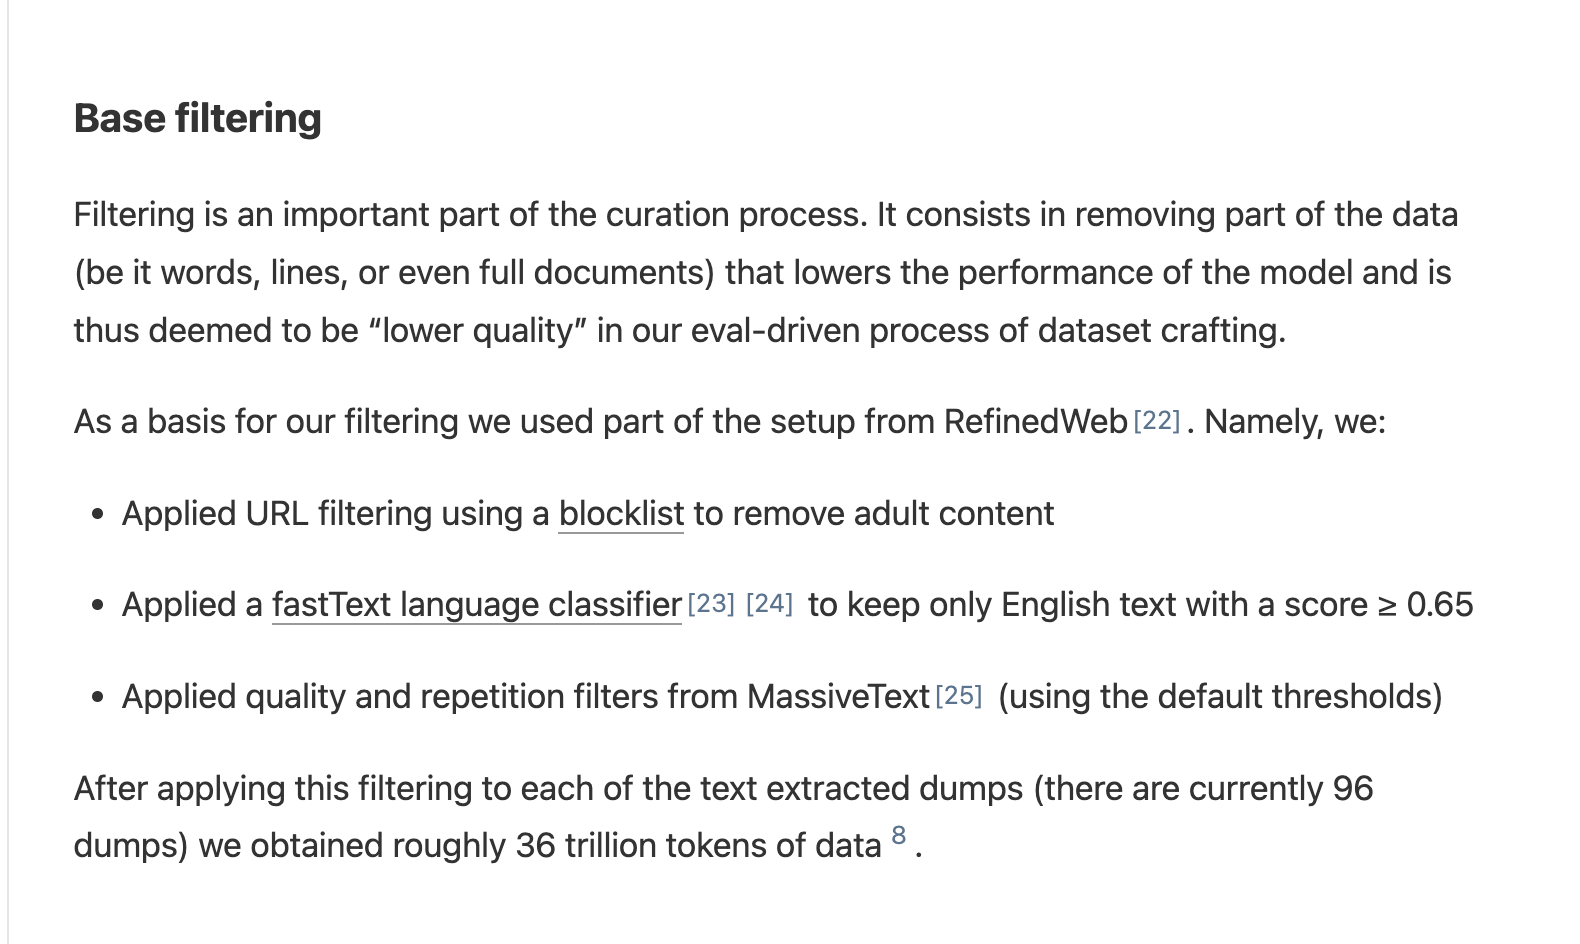 Base filtering
Filtering is an important part of the curation process. It consists in removing part of the data
(be it words, lines, or even full documents) that lowers the performance of the model and is
thus deemed to be “lower quality” in our eval-driven process of dataset crafting.
As a basis for our filtering we used part of the setup from RefinedWeb [22] . Namely, we:
• Applied URL filtering using a blocklist to remove adult content
• Applied a fastText language classifier [23] [24] to keep only English text with a score ≥ 0.65
• Applied quality and repetition filters from MassiveText [25] (using the default thresholds)
After applying this filtering to each of the text extracted dumps (there are currently 96
dumps) we obtained roughly 36 trillion tokens of data 8 .